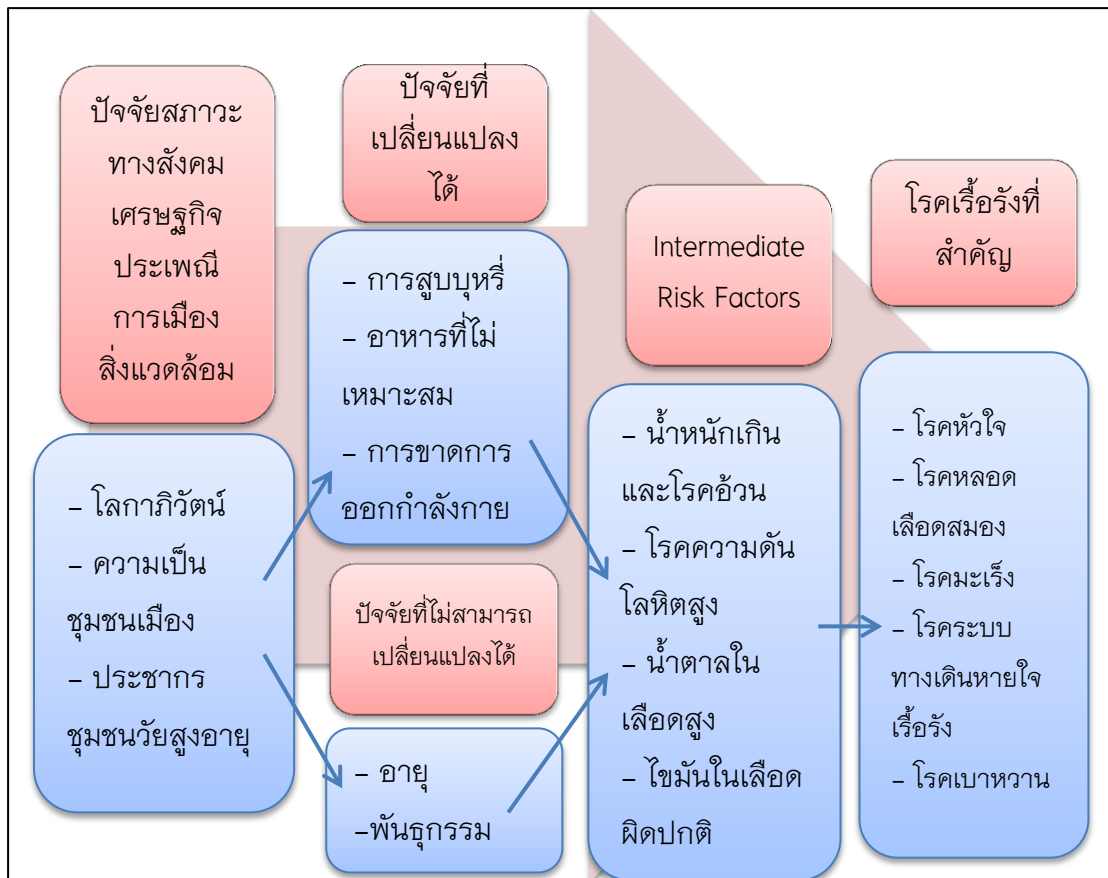 ปัจจัยสภาวะ
ทางสังคม
เศรษฐกิจ
ประเพณี
การเมือง
สิ่งแวดล้อม
– โลกาภิวัตน์
– ความเป็น
ชุมชนเมือง
– ประชากร
ชุมชนวัยสูงอายุ
ปัจจัยที่
เปลี่ยนแปลง
ได้
– การสูบบุหรี่
– อาหารที่ไม่
เหมาะสม
– การขาดการ
ออกกำลังกาย
ปัจจัยที่ไม่สามารถ
เปลี่ยนแปลงได้
– อายุ
–พันธุกรรม
Intermediate
Risk Factors
– น้ำหนักเกิน
และโรคอ้วน
– โรคความดัน
โลหิตสูง
– น้ำตาลใน
เลือดสูง
– ไขมันในเลือด
ผิดปกติ
โรคเรื้อรังที่
สำคัญ
– โรคหัวใจ
– โรคหลอด
เลือดสมอง
– โรคมะเร็ง
– โรคระบบ
ทางเดินหายใจ
เรื้อรัง
– โรคเบาหวาน